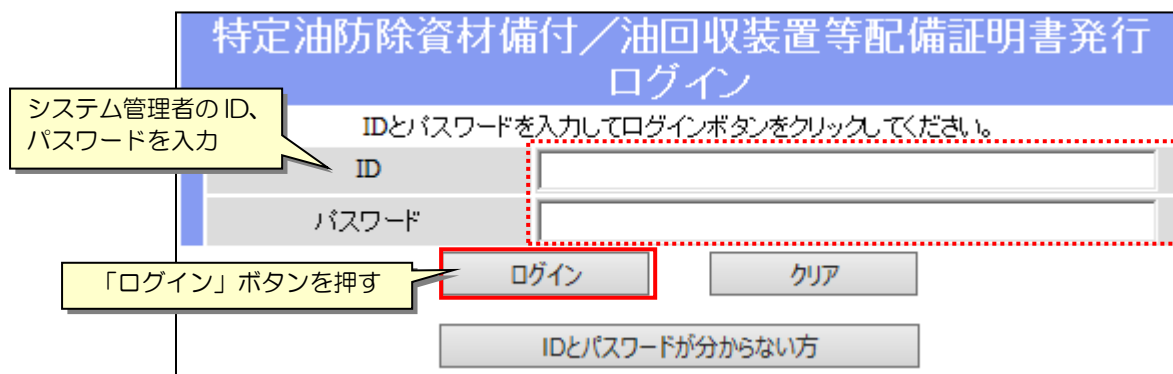 特定油防除資材備付／油回収装置等配備証明書発行
ログイン
システム管理者のID、
パスワードを入力
IDとパスワードを入力してログインボタンをクリックしてください。
ID
パスワード
「ログイン」ボタンを押す
ログイン
クリア
IDとパスワードが分からない方